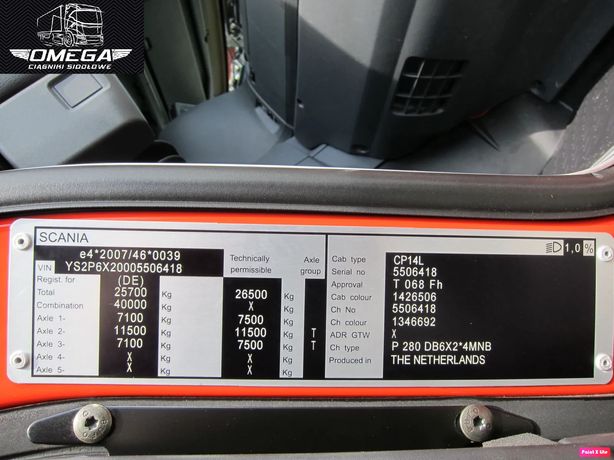 OMEGA
CIĄGNIKI SIODŁOWE
SCANIA
1,0 %
e4*2007/46*0039
VIN YS2P6X20005506418
Technically permissible
Axle group
Regist. for (DE)
Total 25700 Kg 26500 Kg
Combination 40000 Kg X Kg
Axle 1- 7100 Kg 7500 Kg
Axle 2- 11500 Kg 11500 Kg T
Axle 3- 7100 Kg 7500 Kg T
Axle 4- X Kg X Kg
Axle 5- X Kg X Kg
Cab type CP14L
Serial no 5506418
Approval T 068 Fh
Cab colour 1426506
Ch no 5506418
Ch colour 1346692
ADR GTW X
Ch type P 280 DB6X2*4MNB
Produced in THE NETHERLANDS